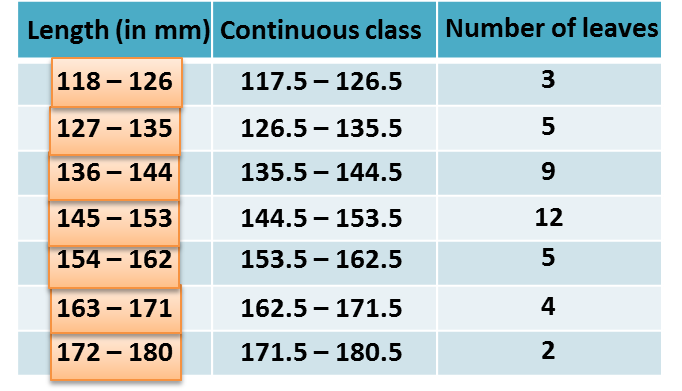 Length (in mm) Continuous class Number of leaves
118 – 126 117.5 – 126.5 3
127 – 135 126.5 – 135.5 5
136 – 144 135.5 – 144.5 9
145 – 153 144.5 – 153.5 12
154 – 162 153.5 – 162.5 5
163 – 171 162.5 – 171.5 4
172 – 180 171.5 – 180.5 2